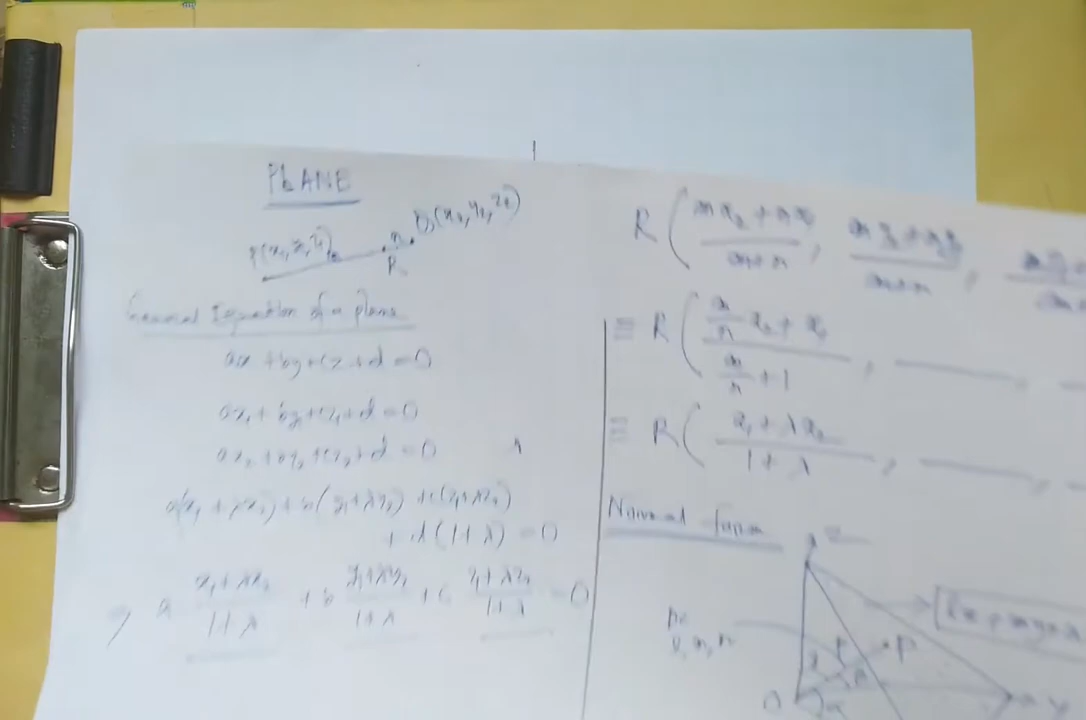 PLANE
P(x₁, y₁, z₁) n Q(x₂, y₂, z₂)
R
General Equation of a plane
ax + by + cz + d = 0
ax₁ + by₁ + cz₁ + d = 0
ax₂ + by₂ + cz₂ + d = 0 λ
a(x₁ + λx₂) + b(y₁ + λy₂) + c(z₁ + λz₂)
+ d(1 + λ) = 0
⇒ a (x₁ + λx₂)/(1 + λ) + b (y₁ + λy₂)/(1 + λ) + c (z₁ + λz₂)/(1 + λ) = 0
R ( (mx₂ + nx₁)/(m + n), (my₂ + ny₁)/(m + n),
≡ R ( (m/n x₂ + x₁)/(m/n + 1), ,
≡ R ( (x₁ + λx₂)/(1 + λ), ,
Normal form
Z
l, m, n
P
O
Y